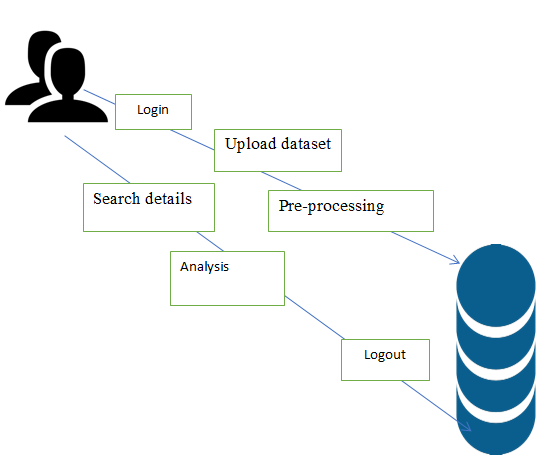 Login
Upload dataset
Pre-processing
Search details
Analysis
Logout